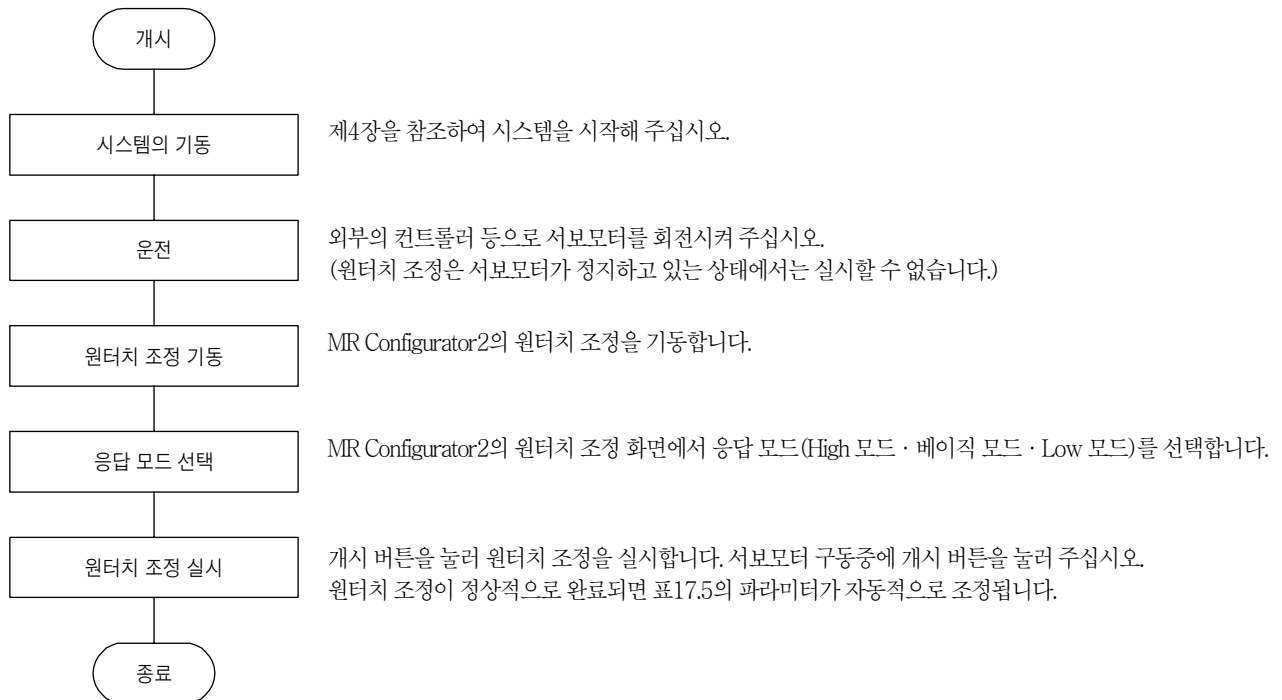 개시
시스템의 기동
제4장을 참조하여 시스템을 시작해 주십시오.
운전
외부의 컨트롤러 등으로 서보모터를 회전시켜 주십시오.
(원터치 조정은 서보모터가 정지하고 있는 상태에서는 실시할 수 없습니다.)
원터치 조정 기동
MR Configurator2의 원터치 조정을 기동합니다.
응답 모드 선택
MR Configurator2의 원터치 조정 화면에서 응답 모드(High 모드 · 베이직 모드 · Low 모드)를 선택합니다.
원터치 조정 실시
개시 버튼을 눌러 원터치 조정을 실시합니다. 서보모터 구동중에 개시 버튼을 눌러 주십시오.
원터치 조정이 정상적으로 완료되면 표17.5의 파라미터가 자동적으로 조정됩니다.
종료